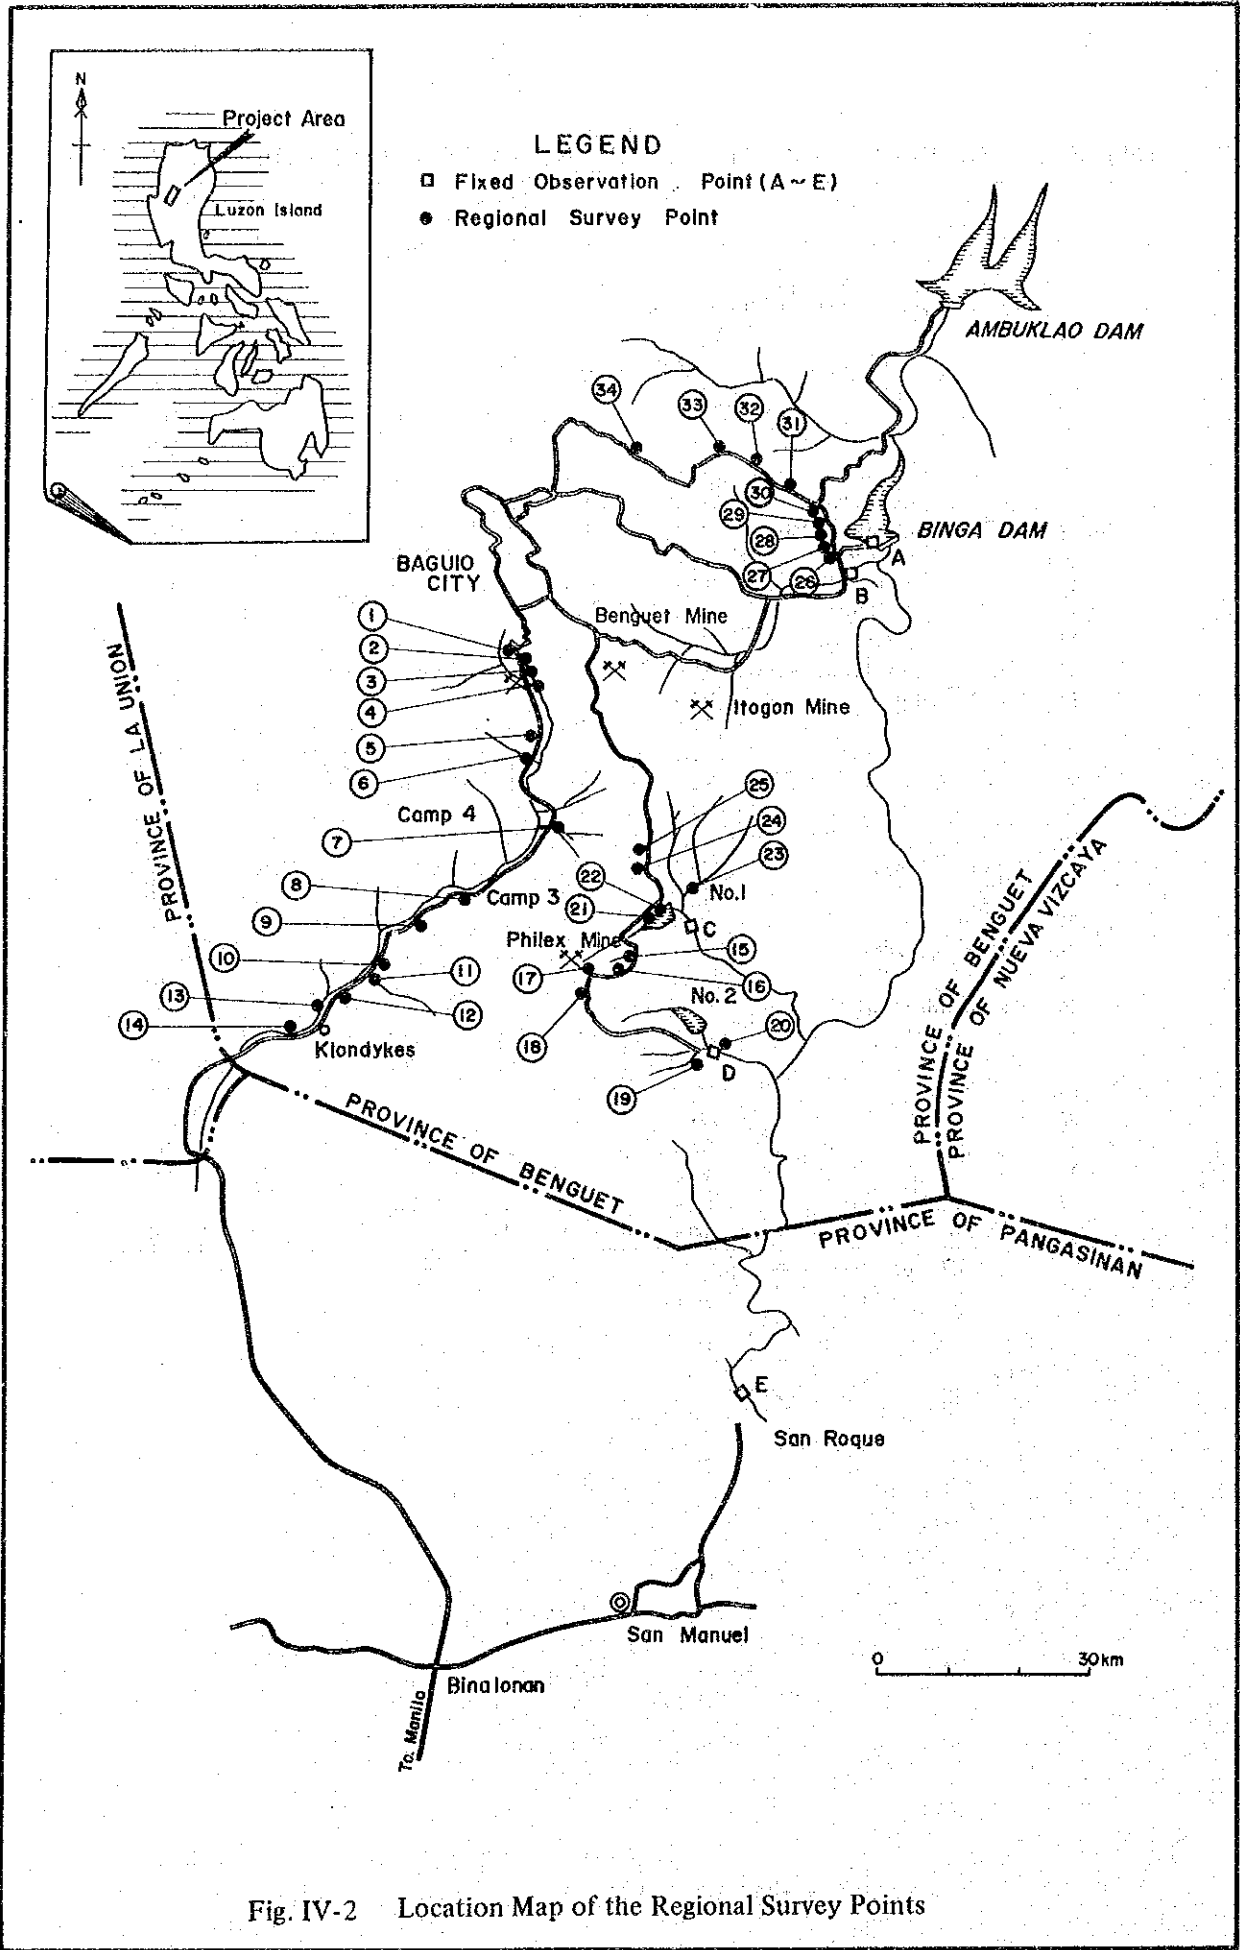 N
Project Area
Luzon Island
LEGEND
Fixed Observation Point (A ~ E)
Regional Survey Point
AMBUKLAO DAM
34
33
32
31
30
29
28
27
26
BINGA DAM
A
B
BAGUIO
CITY
Benguet Mine
1
2
3
4
5
6
Itogon Mine
PROVINCE OF LA UNION
Camp 4
7
25
24
23
22
21
No.1
C
8
Camp 3
9
Philex Mine
10
11
15
16
17
13
12
No. 2
14
Klondykes
18
20
D
19
PROVINCE OF BENGUET
PROVINCE OF NUEVA VIZCAYA
PROVINCE OF BENGUET
PROVINCE OF PANGASINAN
E
San Roque
San Manuel
0 30km
Binalonan
To Manila
Fig. IV-2 Location Map of the Regional Survey Points